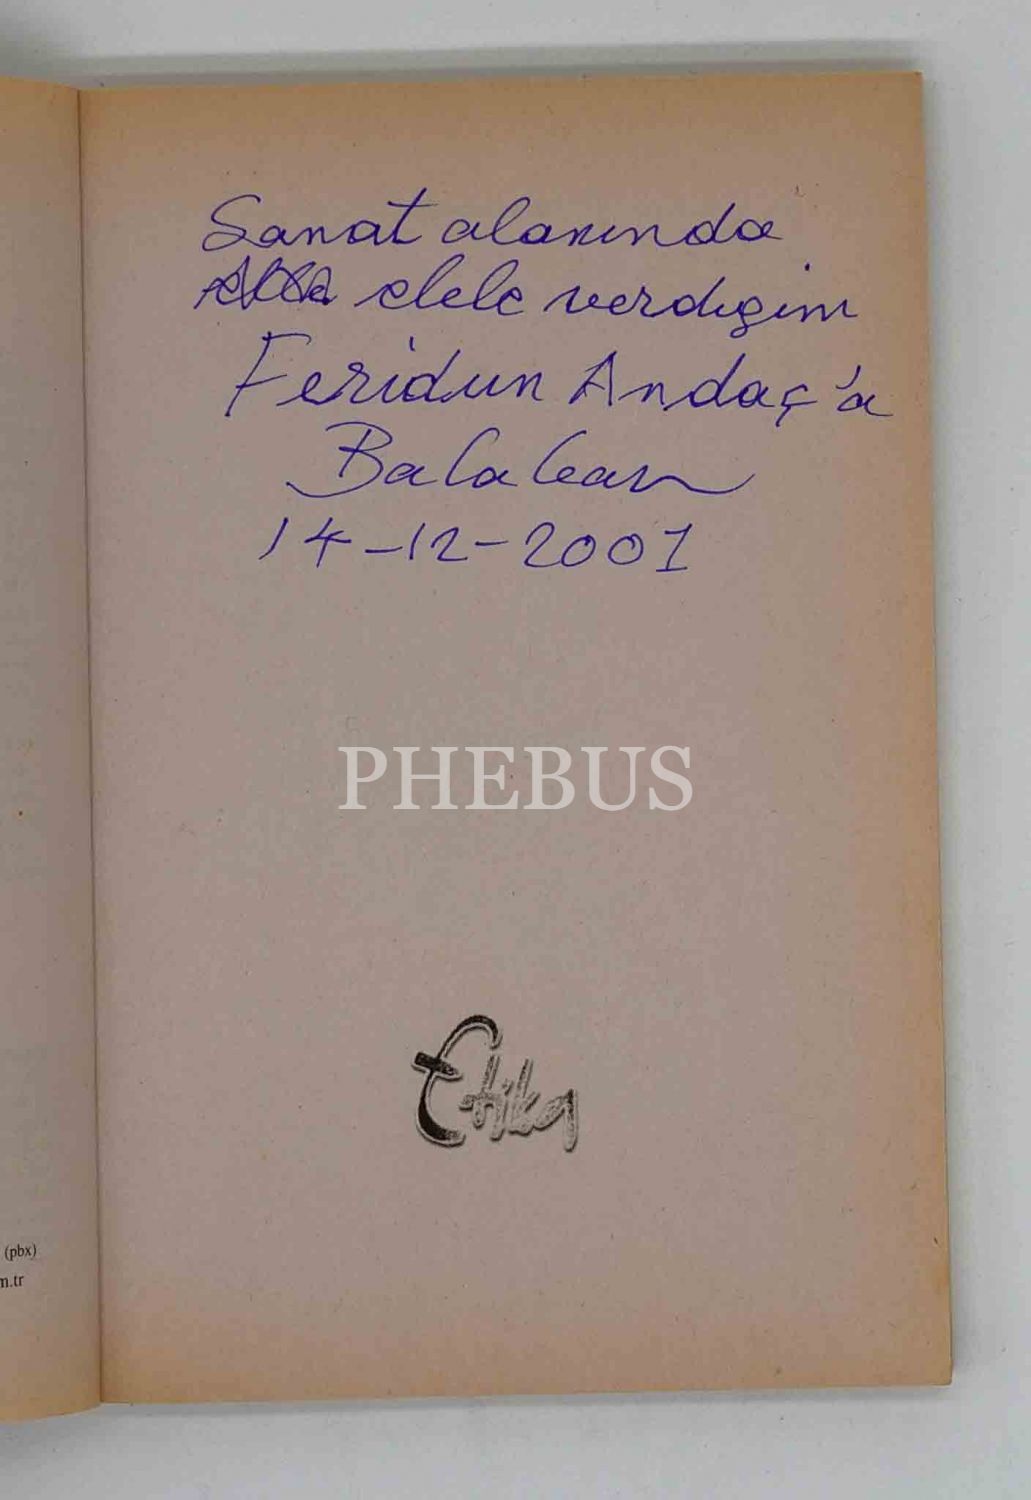 Sanat alanında
elele verdiğim
Feridun Andaç'a
Balaban
14-12-2001
PHEBUS
Etika
(pbx)
m.tr